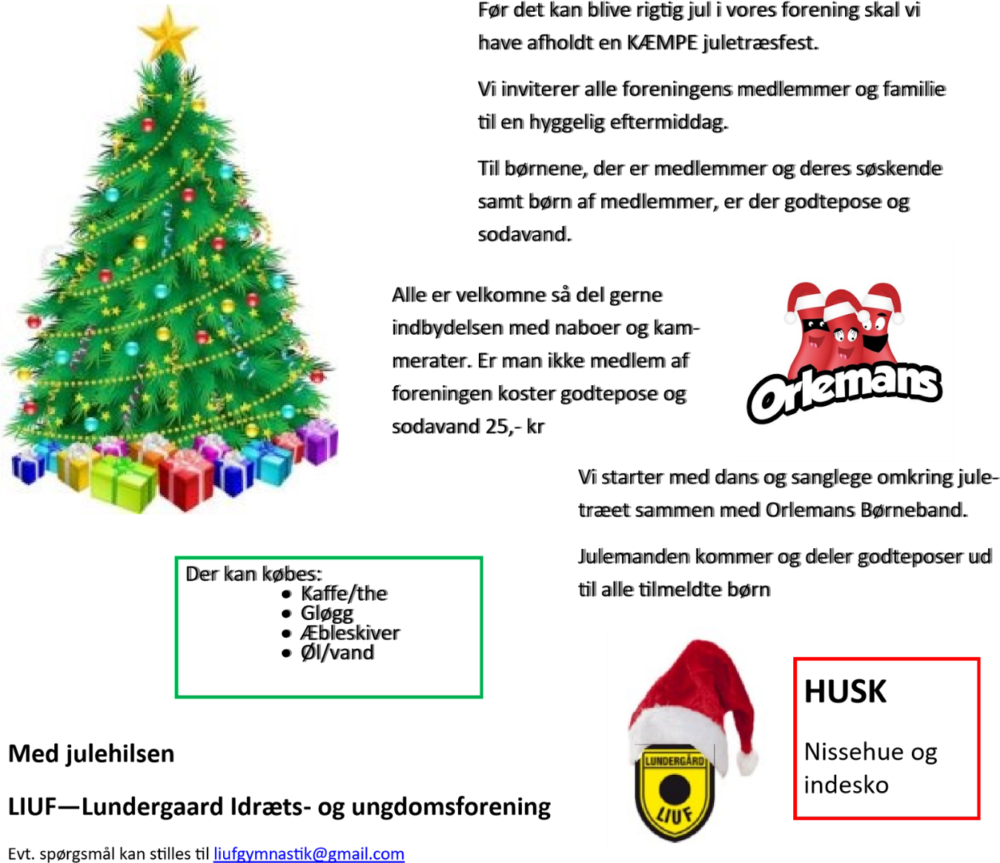 Før det kan blive rigtig jul i vores forening skal vi
have afholdt en KÆMPE juletræsfest.
Vi inviterer alle foreningens medlemmer og familie
til en hyggelig eftermiddag.
Til børnene, der er medlemmer og deres søskende
samt børn af medlemmer, er der godtepose og
sodavand.
Alle er velkomne så del gerne
indbydelsen med naboer og kam-
merater. Er man ikke medlem af
foreningen koster godtepose og
sodavand 25,- kr
Orlemans
Vi starter med dans og sanglege omkring jule-
træet sammen med Orlemans Børneband.
Julemanden kommer og deler godteposer ud
til alle tilmeldte børn
Der kan købes:
• Kaffe/the
• Gløgg
• Æbleskiver
• Øl/vand
LUNDERGÅRD
LIUF
HUSK
Nissehue og
indesko
Med julehilsen
LIUF—Lundergaard Idræts- og ungdomsforening
Evt. spørgsmål kan stilles til liufgymnastik@gmail.com